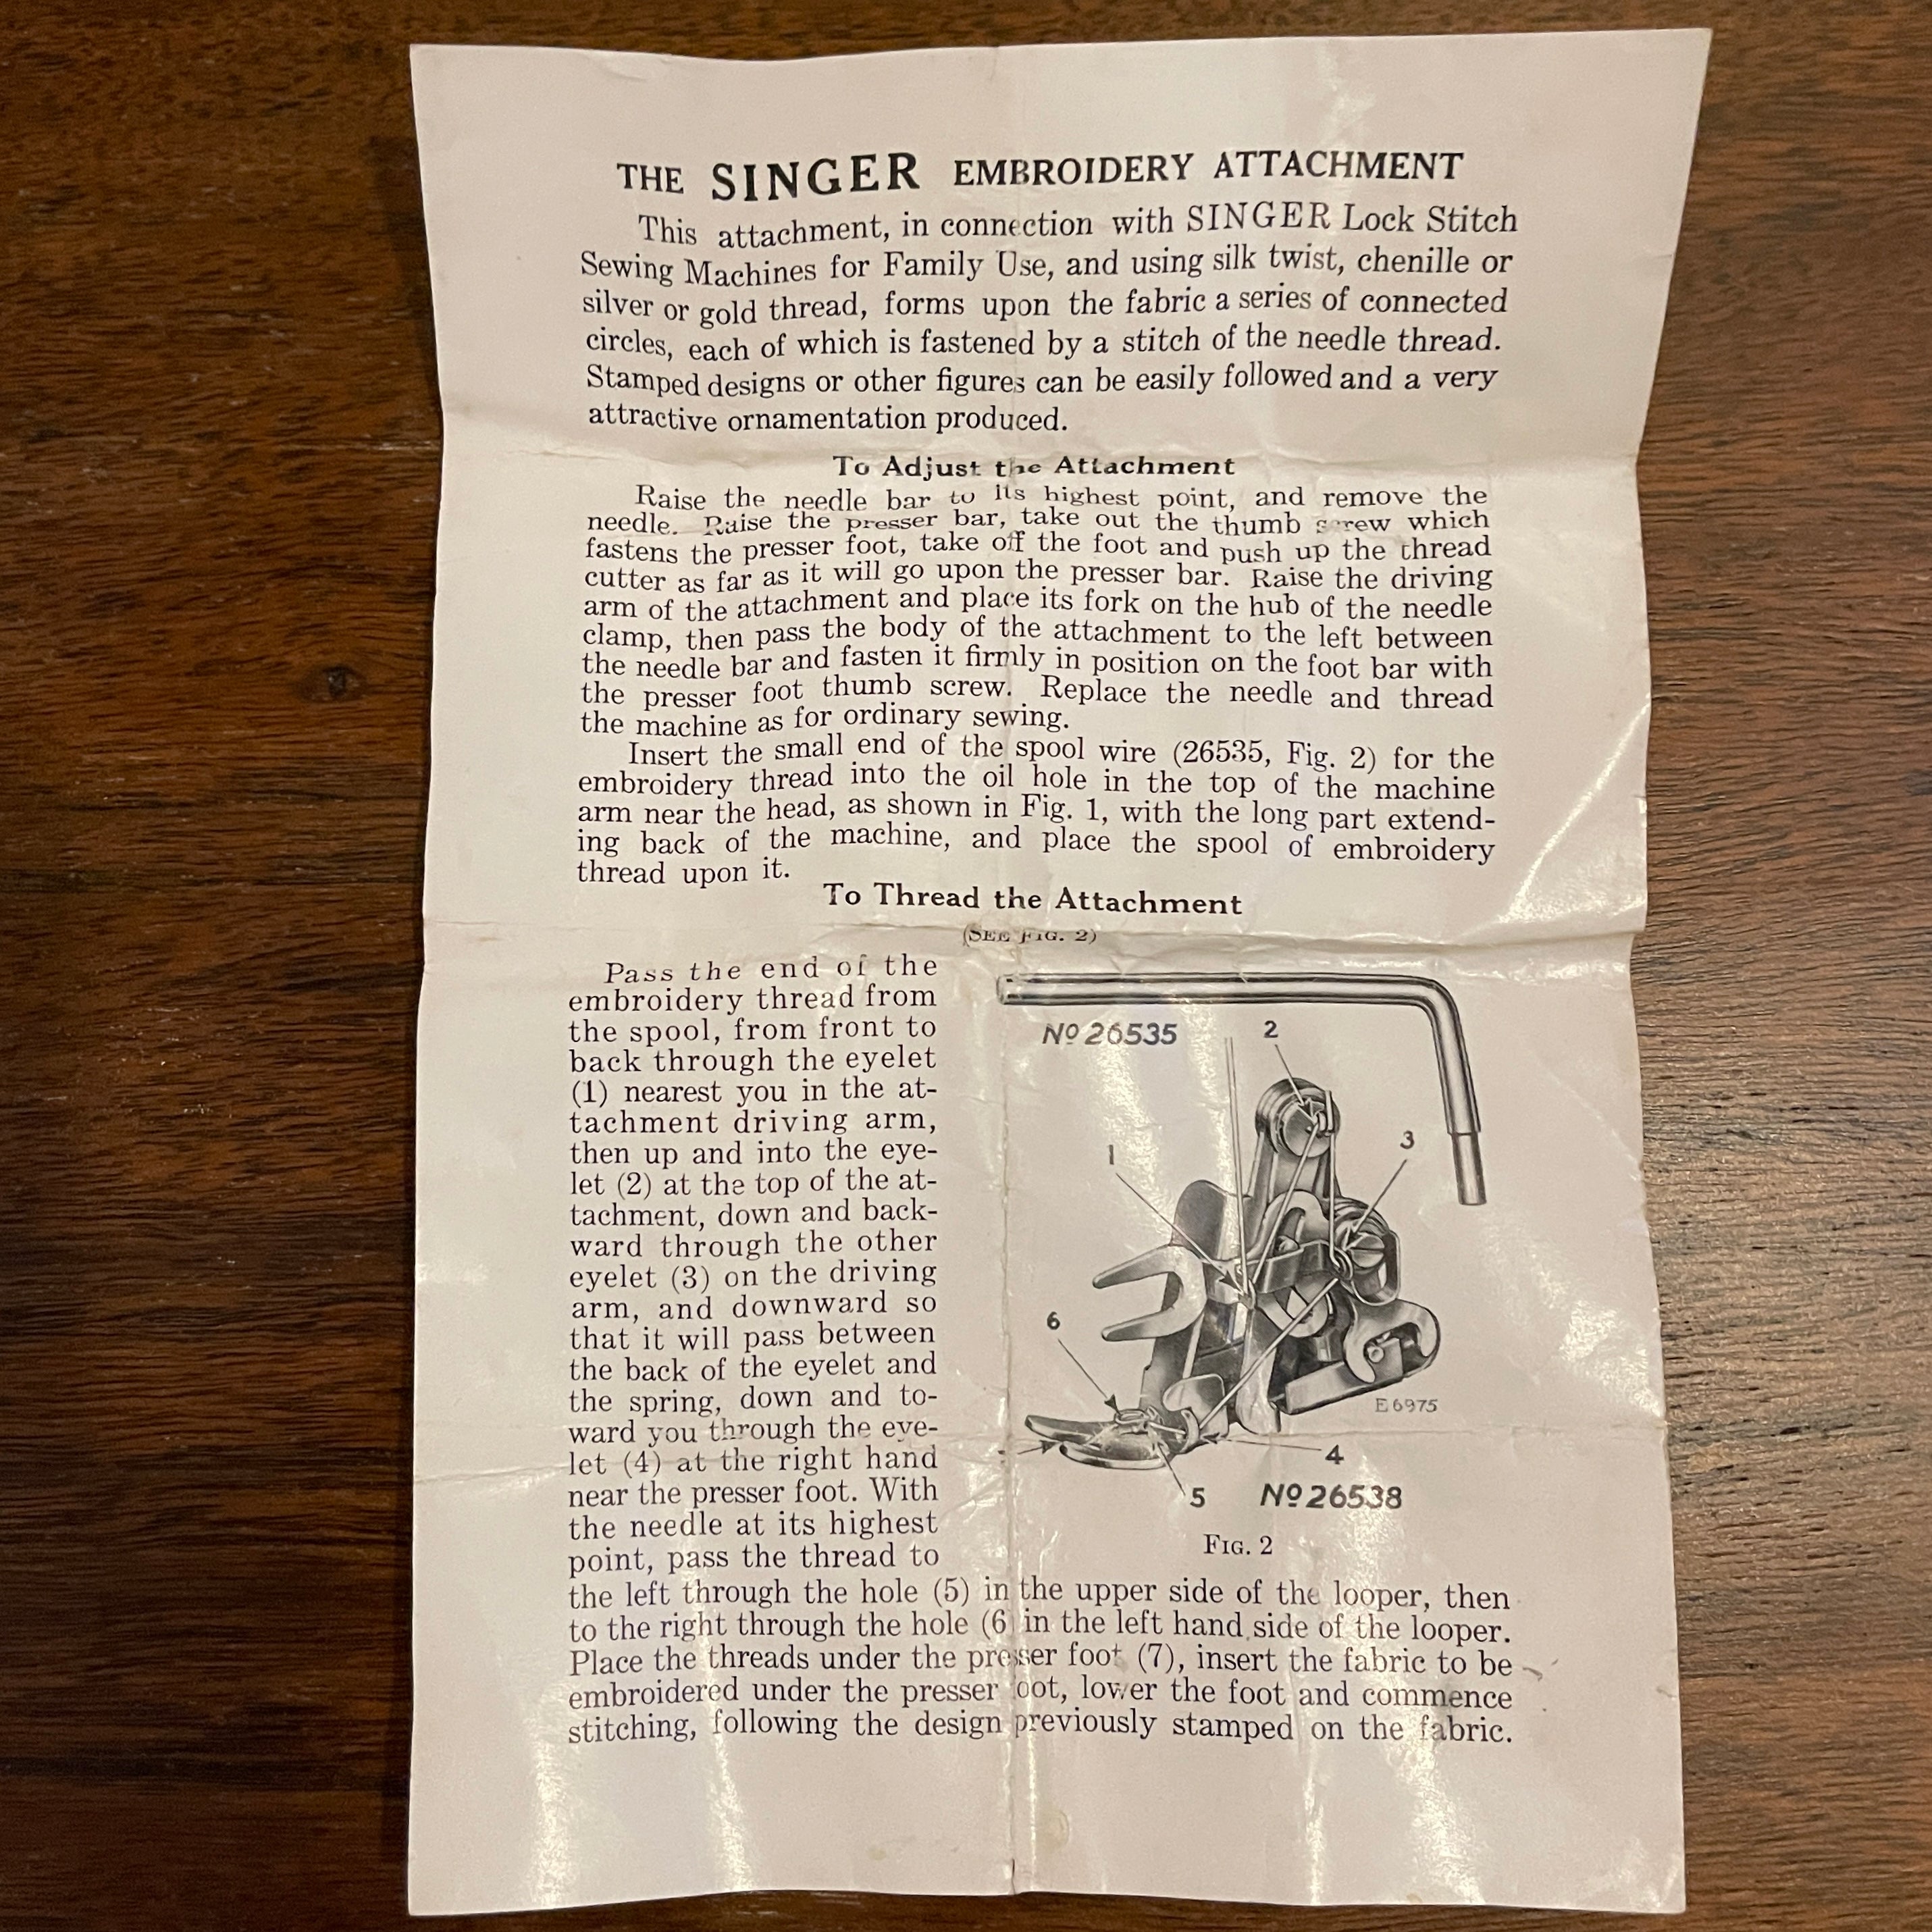 THE SINGER EMBROIDERY ATTACHMENT
This attachment, in connection with SINGER Lock Stitch
Sewing Machines for Family Use, and using silk twist, chenille or
silver or gold thread, forms upon the fabric a series of connected
circles, each of which is fastened by a stitch of the needle thread.
Stamped designs or other figures can be easily followed and a very
attractive ornamentation produced.
To Adjust the Attachment
Raise the needle bar to its highest point, and remove the
needle. Raise the presser bar, take out the thumb screw which
fastens the presser foot, take off the foot and push up the thread
cutter as far as it will go upon the presser bar. Raise the driving
arm of the attachment and place its fork on the hub of the needle
clamp, then pass the body of the attachment to the left between
the needle bar and fasten it firmly in position on the foot bar with
the presser foot thumb screw. Replace the needle and thread
the machine as for ordinary sewing.
Insert the small end of the spool wire (26535, Fig. 2) for the
embroidery thread into the oil hole in the top of the machine
arm near the head, as shown in Fig. 1, with the long part extend-
ing back of the machine, and place the spool of embroidery
thread upon it.
To Thread the Attachment
(SEE FIG. 2)
Pass the end of the
embroidery thread from
the spool, from front to
back through the eyelet
(1) nearest you in the at-
tachment driving arm,
then up and into the eye-
let (2) at the top of the at-
tachment, down and back-
ward through the other
eyelet (3) on the driving
arm, and downward so
that it will pass between
the back of the eyelet and
the spring, down and to-
ward you through the eye-
let (4) at the right hand
near the presser foot. With
the needle at its highest
point, pass the thread to
the left through the hole (5) in the upper side of the looper, then
to the right through the hole (6) in the left hand side of the looper.
Place the threads under the presser foot (7), insert the fabric to be
embroidered under the presser foot, lower the foot and commence
stitching, following the design previously stamped on the fabric.
Nº 26535
2
1
3
6
E6975
4
5
Nº 26538
FIG. 2